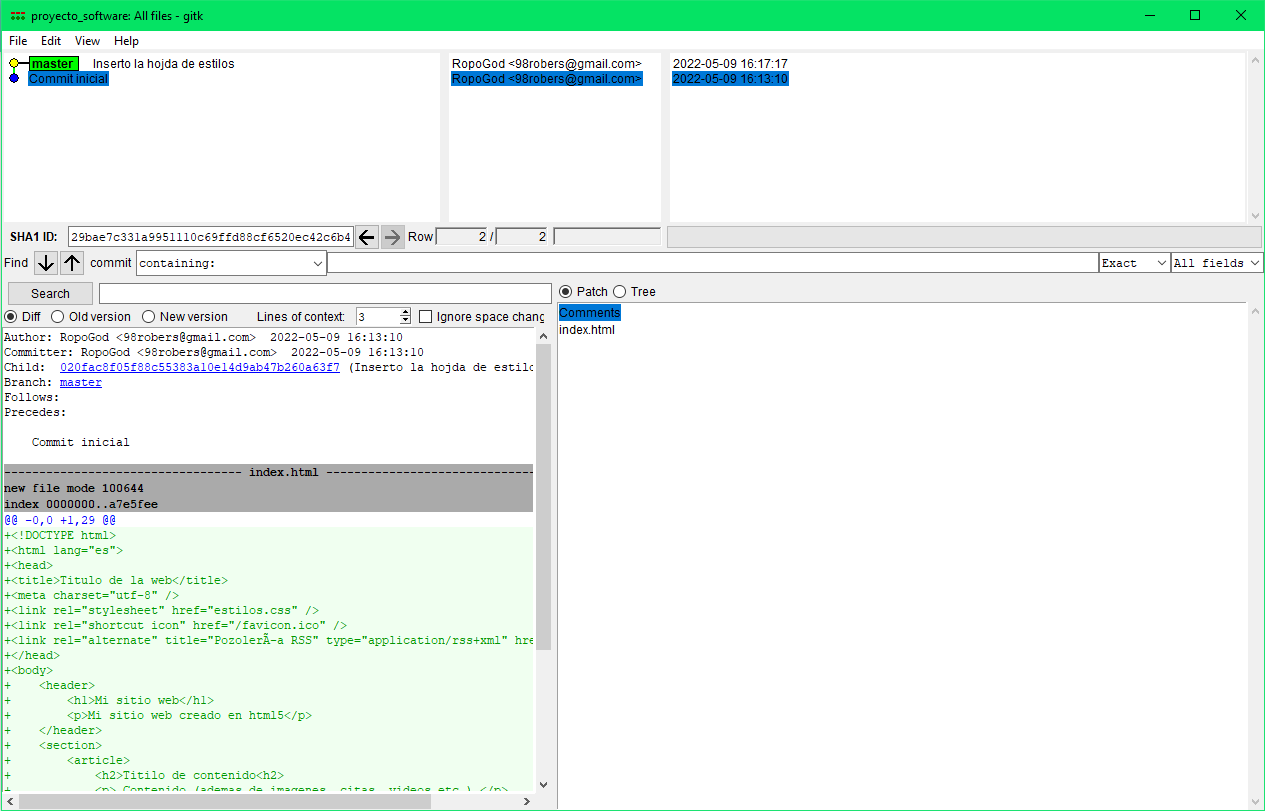 proyecto_software: All files - gitk
File Edit View Help
master Inserto la hojda de estilos RopoGod <98robers@gmail.com> 2022-05-09 16:17:17
Commit inicial RopoGod <98robers@gmail.com> 2022-05-09 16:13:10
SHA1 ID: 29bae7c331a9951110c69ffd88cf6520ec42c6b4 Row 2 / 2
Find commit containing: Exact All fields
Search Patch Tree
Diff Old version New version Lines of context: 3 Ignore space chang
Comments
index.html
Author: RopoGod <98robers@gmail.com>  2022-05-09 16:13:10
Committer: RopoGod <98robers@gmail.com>  2022-05-09 16:13:10
Child:  020fac8f05f88c55383a10e14d9ab47b260a63f7 (Inserto la hojda de estilo
Branch: master
Follows:
Precedes:
Commit inicial
---------------------------------- index.html ------------------------------
new file mode 100644
index 0000000..a7e5fee
@@ -0,0 +1,29 @@
+<!DOCTYPE html>
+<html lang="es">
+<head>
+<title>Titulo de la web</title>
+<meta charset="utf-8" />
+<link rel="stylesheet" href="estilos.css" />
+<link rel="shortcut icon" href="/favicon.ico" />
+<link rel="alternate" title="PozolerÃ-a RSS" type="application/rss+xml" hre
+</head>
+<body>
+    <header>
+        <h1>Mi sitio web</h1>
+        <p>Mi sitio web creado en html5</p>
+    </header>
+    <section>
+        <article>
+            <h2>Titilo de contenido<h2>
+            <p> Contenido (ademas de imagenes, citas, videos etc.) </p>